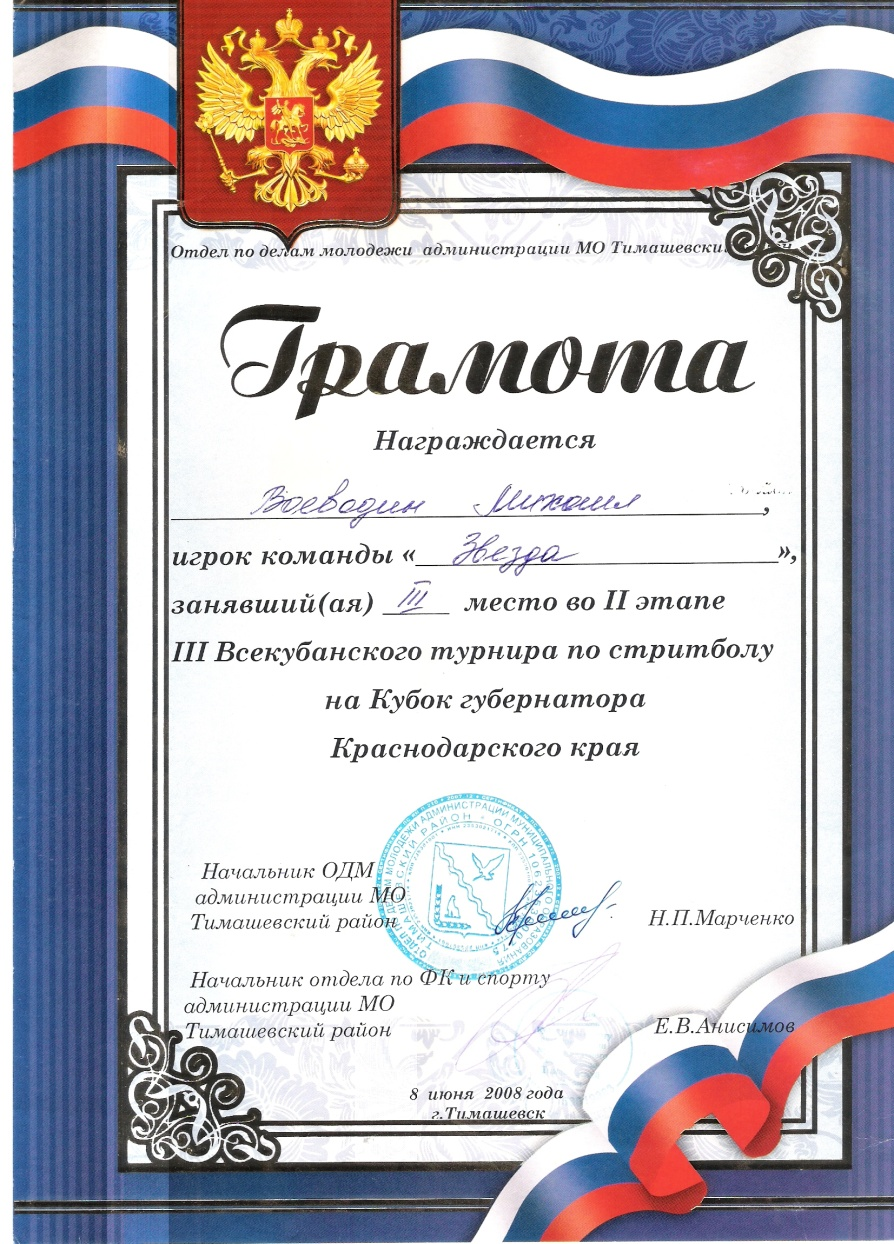 Отдел по делам молодежи администрации МО Тимашевский
Грамота
Награждается
Воеводин Михаил,
игрок команды « Звезда »,
занявший(ая) III место во II этапе
III Всекубанского турнира по стритболу
на Кубок губернатора
Краснодарского края
Начальник ОДМ
администрации МО
Тимашевский район Н.П.Марченко
Начальник отдела по ФК и спорту
администрации МО
Тимашевский район Е.В.Анисимов
8 июня 2008 года
г.Тимашевск